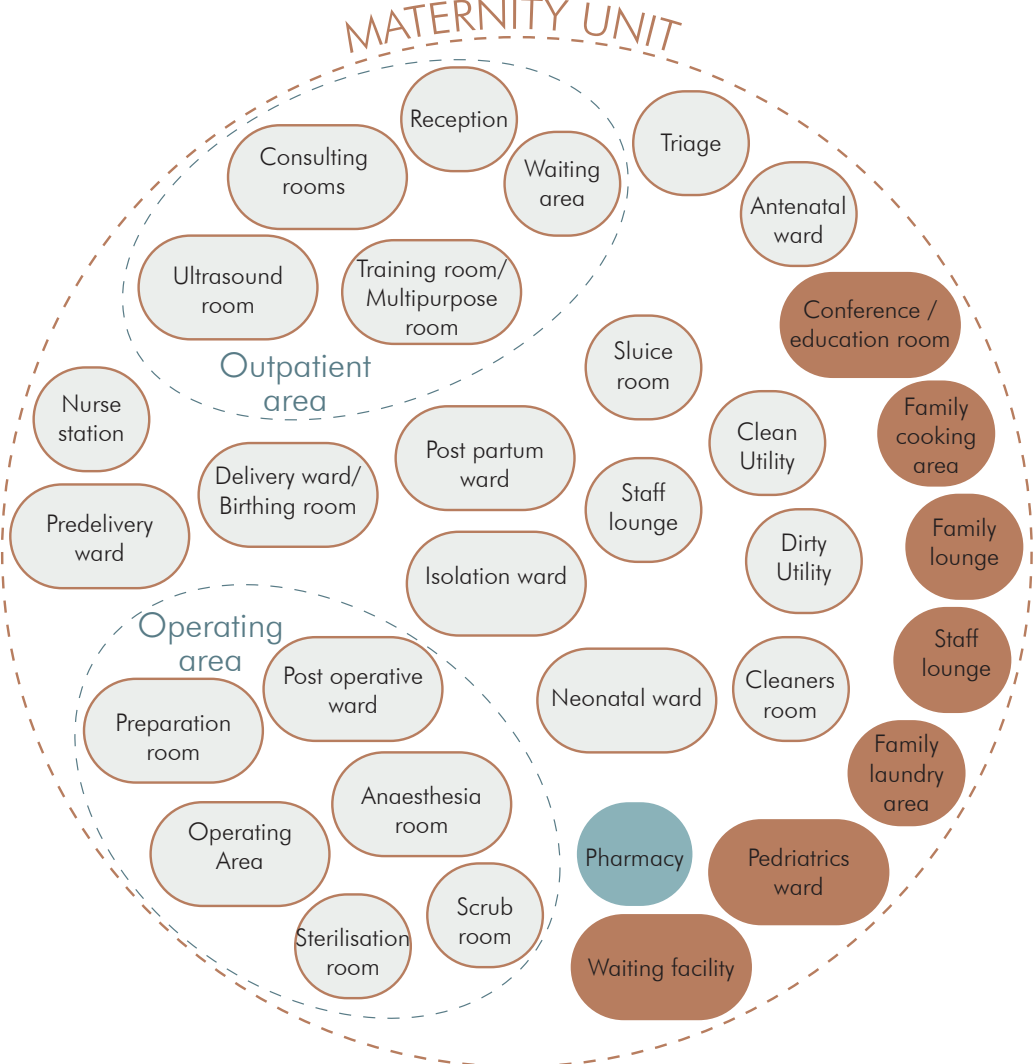 MATERNITY UNIT
Reception
Consulting
rooms
Waiting
area
Triage
Antenatal
ward
Ultrasound
room
Training room/
Multipurpose
room
Outpatient
area
Conference /
education room
Sluice
room
Nurse
station
Family
cooking
area
Clean
Utility
Post partum
ward
Delivery ward/
Birthing room
Staff
lounge
Predelivery
ward
Dirty
Utility
Family
lounge
Isolation ward
Operating
area
Staff
lounge
Post operative
ward
Neonatal ward
Cleaners
room
Preparation
room
Family
laundry
area
Anaesthesia
room
Operating
Area
Pharmacy
Pedriatrics
ward
Scrub
room
Sterilisation
room
Waiting facility